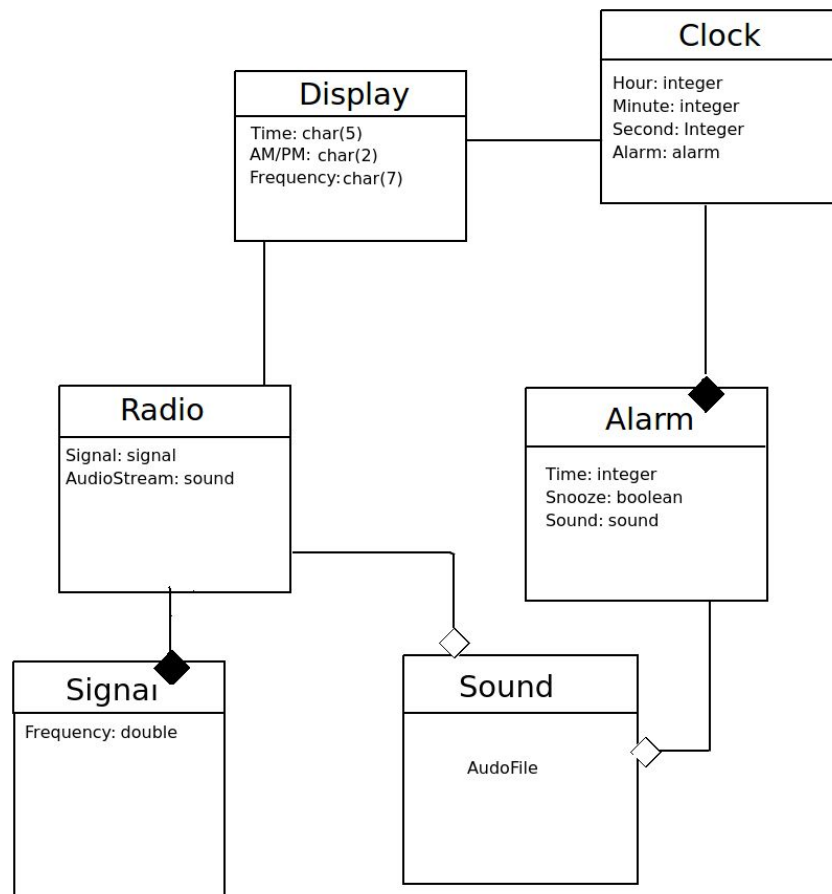 Clock
Hour: integer
Minute: integer
Second: Integer
Alarm: alarm
Display
Time: char(5)
AM/PM: char(2)
Frequency: char(7)
Radio
Signal: signal
AudioStream: sound
Alarm
Time: integer
Snooze: boolean
Sound: sound
Signal
Frequency: double
Sound
AudoFile